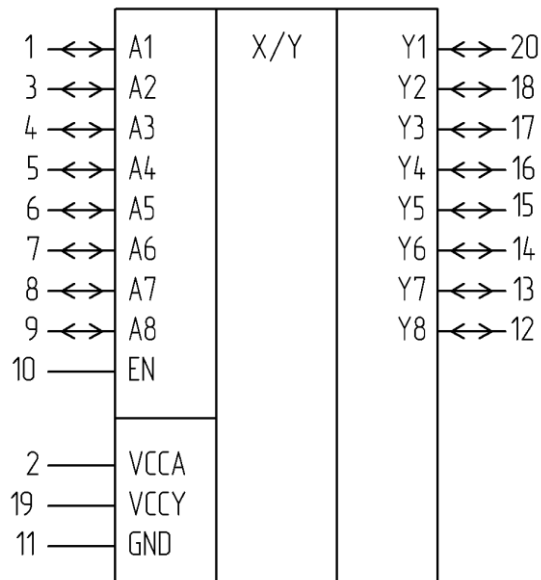 1 A1 X/Y Y1 20
3 A2 Y2 18
4 A3 Y3 17
5 A4 Y4 16
6 A5 Y5 15
7 A6 Y6 14
8 A7 Y7 13
9 A8 Y8 12
10 EN
2 VCCA
19 VCCY
11 GND